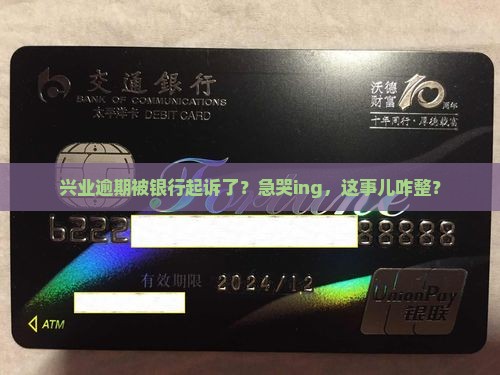 交通銀行
BANK OF COMMUNICATIONS
太平洋卡 DEBIT CARD
沃德
财富 10周年
十年同行·厚德载富
兴业逾期被银行起诉了？急哭ing，这事儿咋整？
Fortune
6222 88888
有效期限 2024/12
ATM
UnionPay
银联